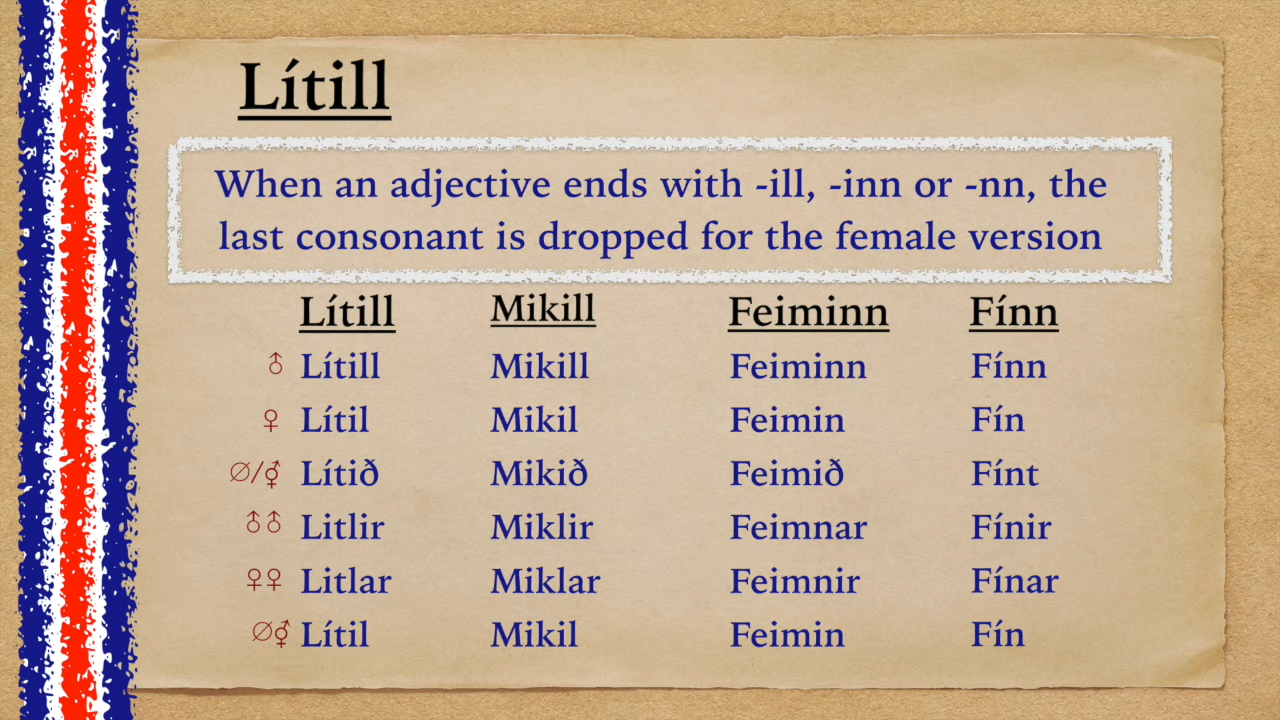 Lítill
When an adjective ends with -ill, -inn or -nn, the
last consonant is dropped for the female version
Lítill Mikill Feiminn Fínn
♂ Lítill Mikill Feiminn Fínn
♀ Lítil Mikil Feimin Fín
∅/⚥ Lítið Mikið Feimið Fínt
♂♂ Litlir Miklir Feimnar Fínir
♀♀ Litlar Miklar Feimnir Fínar
∅⚥ Lítil Mikil Feimin Fín